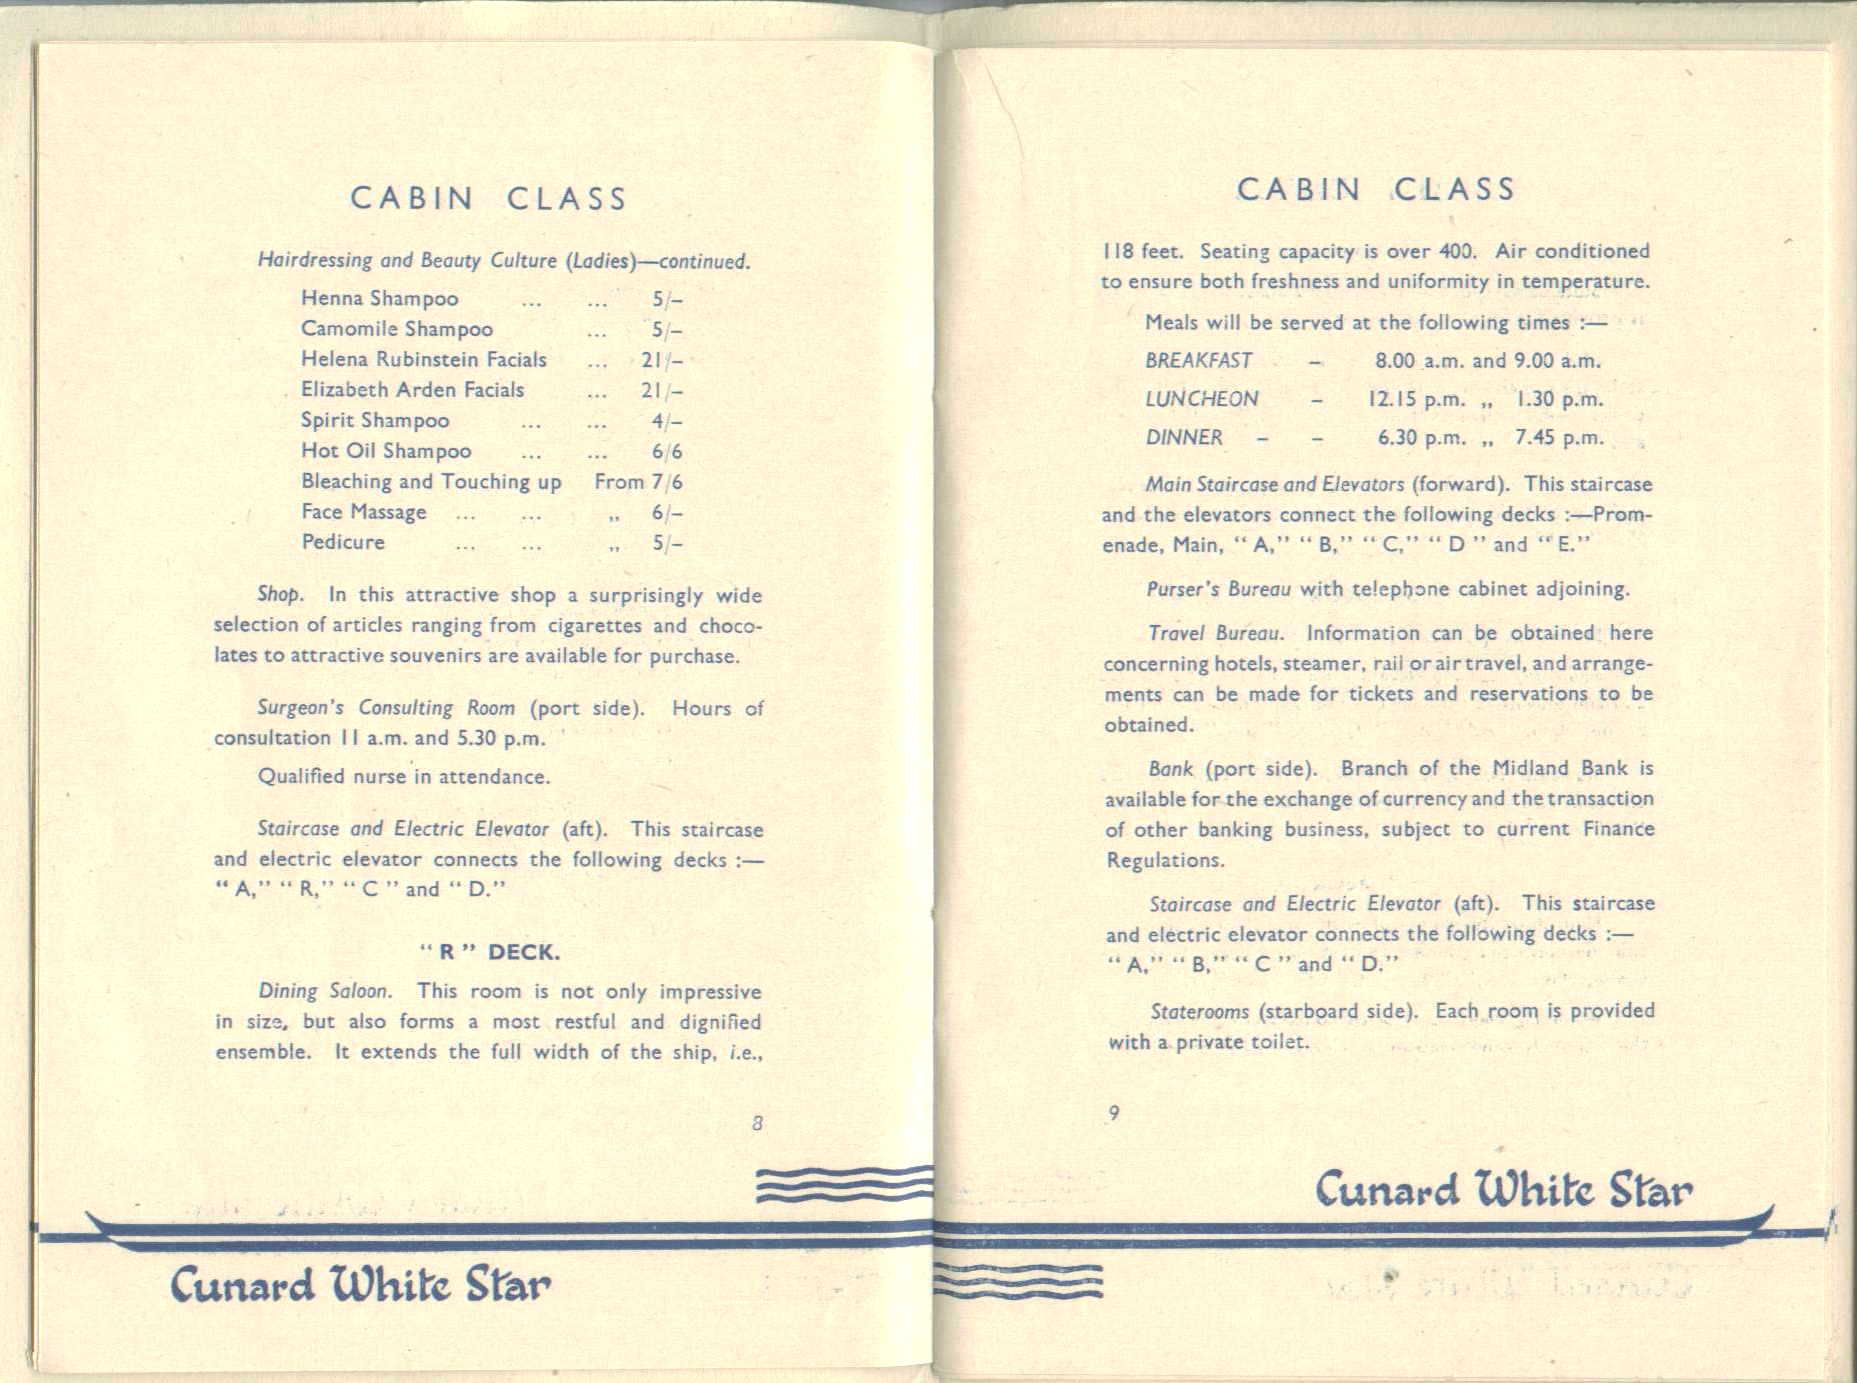 CABIN CLASS
Hairdressing and Beauty Culture (Ladies)—continued.
Henna Shampoo ... ... 5/–
Camomile Shampoo ... 5/–
Helena Rubinstein Facials ... 21/–
Elizabeth Arden Facials ... 21/–
Spirit Shampoo ... ... 4/–
Hot Oil Shampoo ... ... 6/6
Bleaching and Touching up From 7/6
Face Massage ... ... ,, 6/–
Pedicure ... ... ,, 5/–
Shop. In this attractive shop a surprisingly wide
selection of articles ranging from cigarettes and choco-
lates to attractive souvenirs are available for purchase.
Surgeon's Consulting Room (port side). Hours of
consultation 11 a.m. and 5.30 p.m.
Qualified nurse in attendance.
Staircase and Electric Elevator (aft). This staircase
and electric elevator connects the following decks :—
“ A,” “ R,” “ C ” and “ D.”
“ R ” DECK.
Dining Saloon. This room is not only impressive
in size, but also forms a most restful and dignified
ensemble. It extends the full width of the ship, i.e.,
8
Cunard White Star
CABIN CLASS
118 feet. Seating capacity is over 400. Air conditioned
to ensure both freshness and uniformity in temperature.
Meals will be served at the following times :—
BREAKFAST – 8.00 a.m. and 9.00 a.m.
LUNCHEON – 12.15 p.m. ,, 1.30 p.m.
DINNER – – 6.30 p.m. ,, 7.45 p.m.
Main Staircase and Elevators (forward). This staircase
and the elevators connect the following decks :—Prom-
enade, Main, “ A,” “ B,” “ C,” “ D ” and “ E.”
Purser's Bureau with telephone cabinet adjoining.
Travel Bureau. Information can be obtained here
concerning hotels, steamer, rail or air travel, and arrange-
ments can be made for tickets and reservations to be
obtained.
Bank (port side). Branch of the Midland Bank is
available for the exchange of currency and the transaction
of other banking business, subject to current Finance
Regulations.
Staircase and Electric Elevator (aft). This staircase
and electric elevator connects the following decks :—
“ A,” “ B,” “ C ” and “ D.”
Staterooms (starboard side). Each room is provided
with a private toilet.
9
Cunard White Star